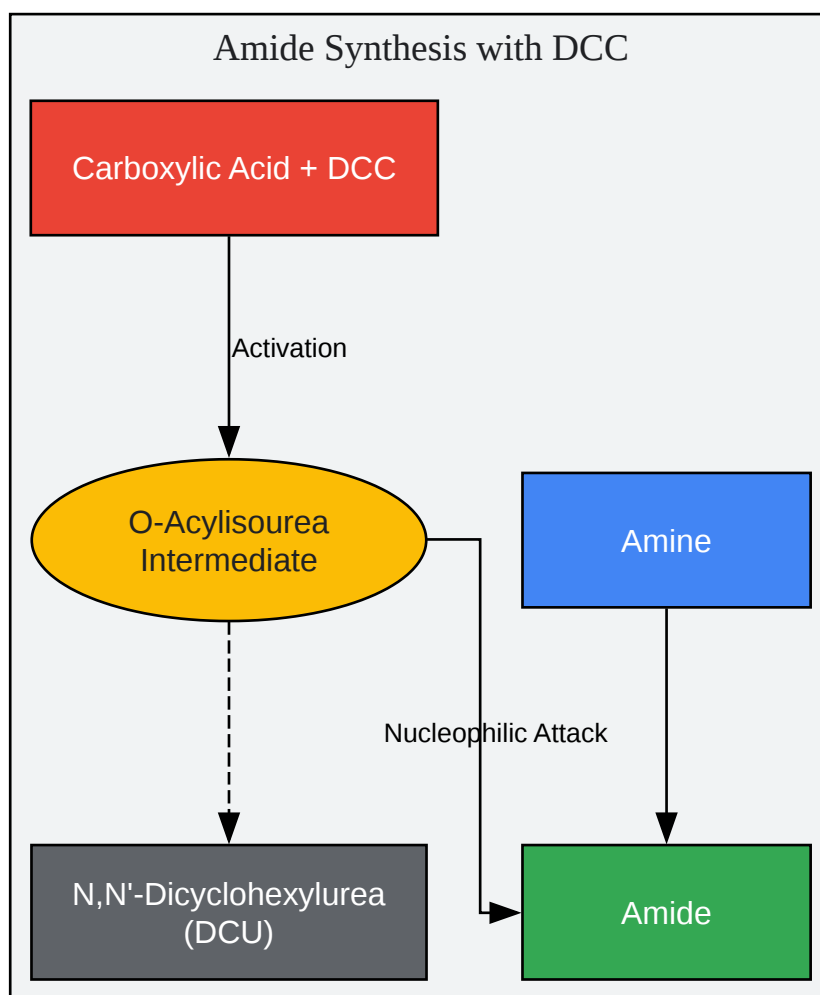 Amide Synthesis with DCC
Carboxylic Acid + DCC
Activation
O-Acylisourea
Intermediate
Amine
Nucleophilic Attack
N,N'-Dicyclohexylurea
(DCU)
Amide